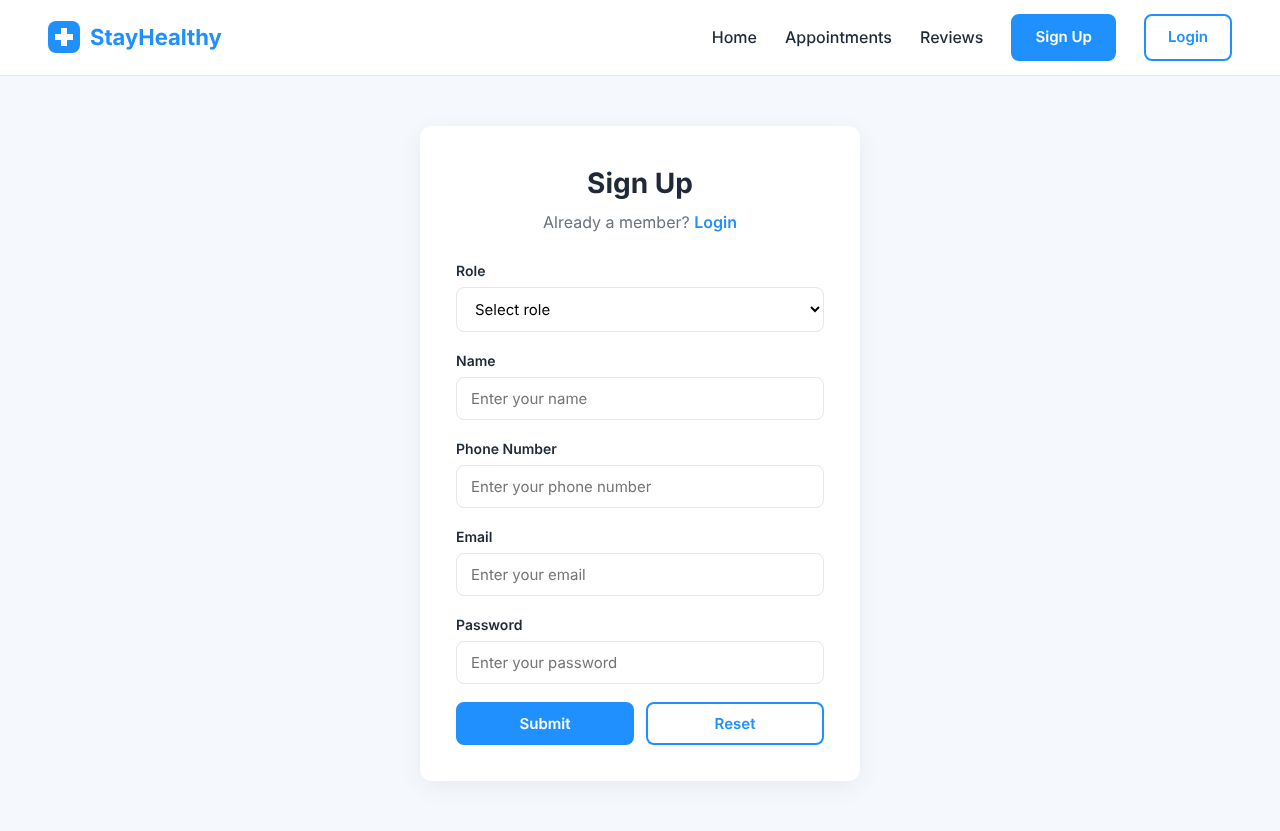 StayHealthy
Home Appointments Reviews Sign Up Login
Sign Up
Already a member? Login
Role
Select role
Name
Enter your name
Phone Number
Enter your phone number
Email
Enter your email
Password
Enter your password
Submit Reset